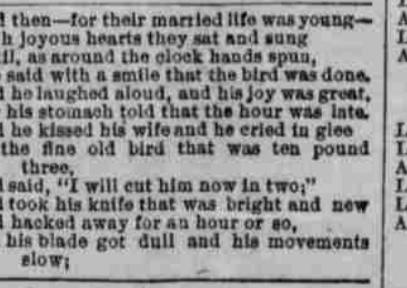 then—for their married life was young—
joyous hearts they sat and sung
as around the clock hands spun,
said with a smile that the bird was done.
he laughed aloud, and his joy was great,
his stomach told that the hour was late.
he kissed his wife and he cried in glee
the fine old bird that was ten pound
three,
said, "I will cut him now in two;"
took his knife that was bright and new
hacked away for an hour or so,
his blade got dull and his movements
slow;